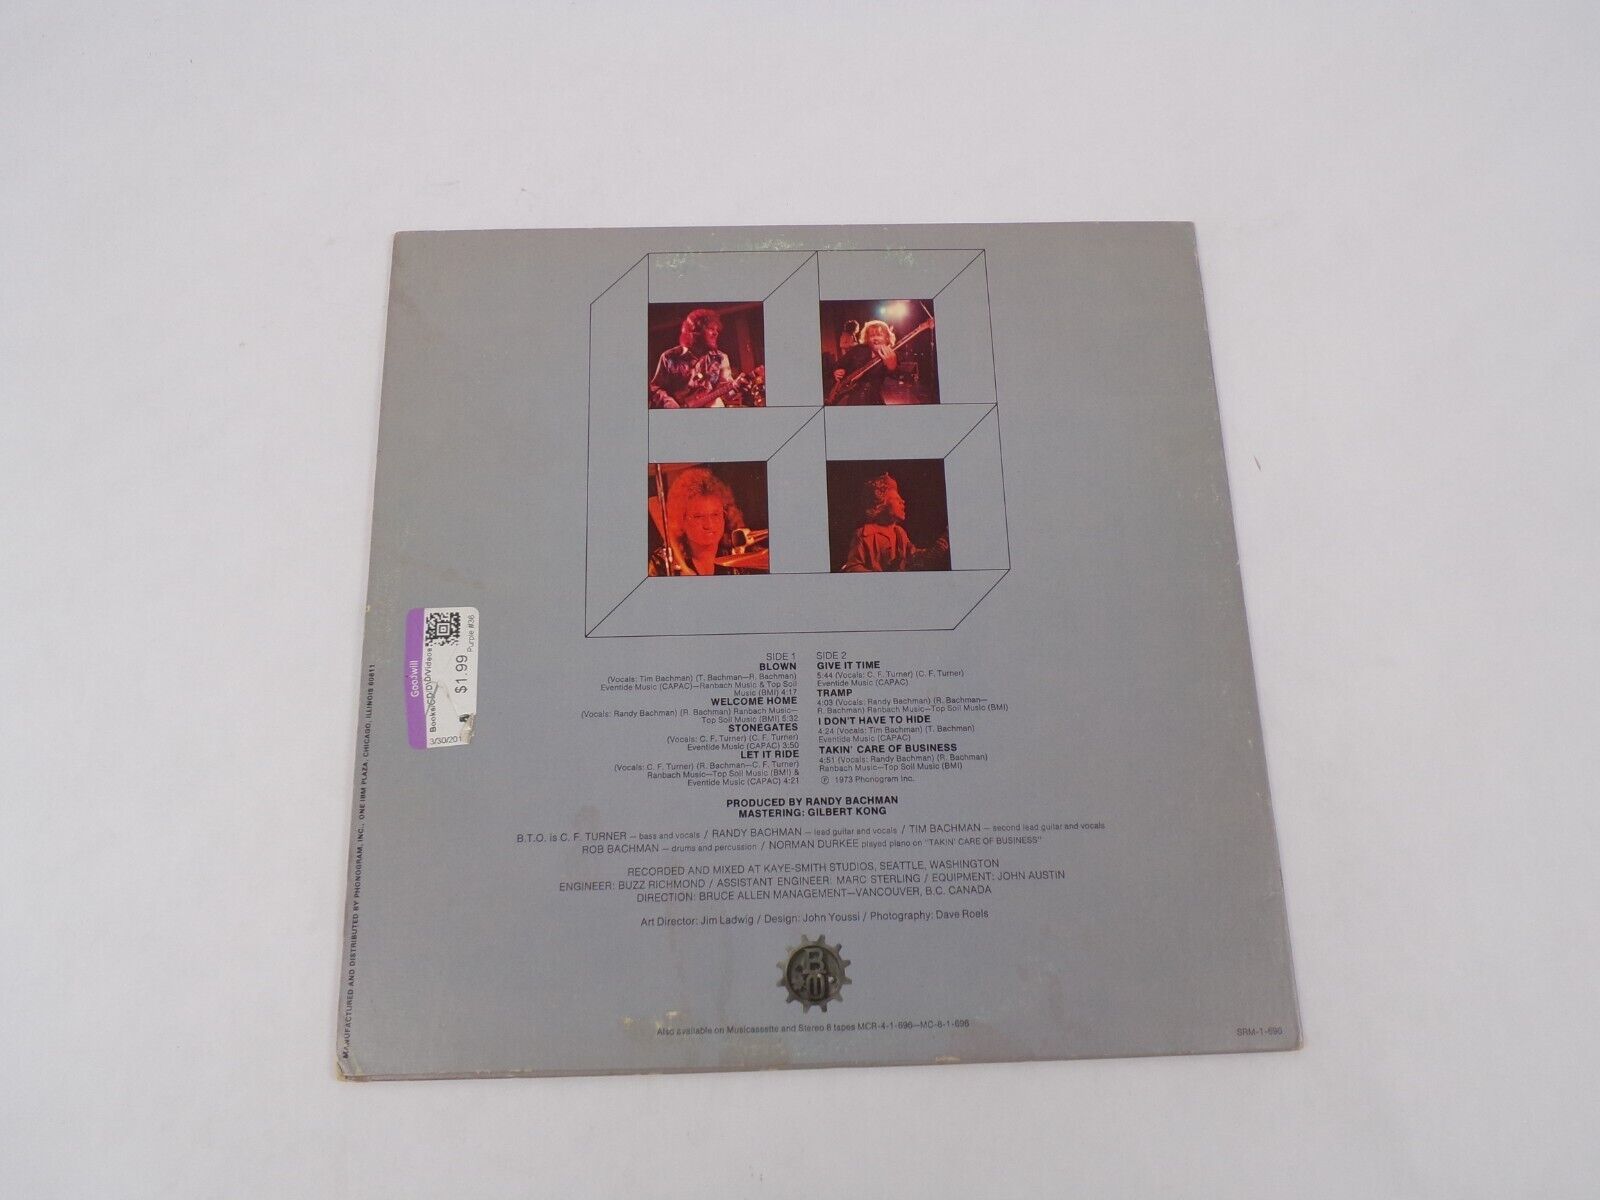 Goodwill
Books/CD/DVD/Videos
$1.99
Purple #36
3/30/201
MANUFACTURED AND DISTRIBUTED BY PHONOGRAM, INC., ONE IBM PLAZA, CHICAGO, ILLINOIS 60611
SIDE 1
BLOWN
(Vocals: Tim Bachman) (T. Bachman—R. Bachman)
Eventide Music (CAPAC)—Ranbach Music & Top Soil
Music (BMI) 4:17
WELCOME HOME
(Vocals: Randy Bachman) (R. Bachman) Ranbach Music—
Top Soil Music (BMI) 5:32
STONEGATES
(Vocals: C. F. Turner) (C. F. Turner)
Eventide Music (CAPAC) 3:50
LET IT RIDE
(Vocals: C. F. Turner) (R. Bachman—C. F. Turner)
Ranbach Music—Top Soil Music (BMI) &
Eventide Music (CAPAC) 4:21
SIDE 2
GIVE IT TIME
5:44 (Vocals: C. F. Turner) (C. F. Turner)
Eventide Music (CAPAC)
TRAMP
4:03 (Vocals: Randy Bachman) (R. Bachman—
R. Bachman) Ranbach Music—Top Soil Music (BMI)
I DON'T HAVE TO HIDE
4:24 (Vocals: Tim Bachman) (T. Bachman)
Eventide Music (CAPAC)
TAKIN' CARE OF BUSINESS
4:51 (Vocals: Randy Bachman) (R. Bachman)
Ranbach Music—Top Soil Music (BMI)
℗ 1973 Phonogram Inc.
PRODUCED BY RANDY BACHMAN
MASTERING: GILBERT KONG
B.T.O. is C. F. TURNER — bass and vocals / RANDY BACHMAN — lead guitar and vocals / TIM BACHMAN — second lead guitar and vocals
ROB BACHMAN — drums and percussion / NORMAN DURKEE played piano on "TAKIN' CARE OF BUSINESS"
RECORDED AND MIXED AT KAYE-SMITH STUDIOS, SEATTLE, WASHINGTON
ENGINEER: BUZZ RICHMOND / ASSISTANT ENGINEER: MARC STERLING / EQUIPMENT: JOHN AUSTIN
DIRECTION: BRUCE ALLEN MANAGEMENT—VANCOUVER, B.C. CANADA
Art Director: Jim Ladwig / Design: John Youssi / Photography: Dave Roels
Also available on Musicassette and Stereo 8 tapes MCR-4-1-696—MC-8-1-696
SRM-1-696